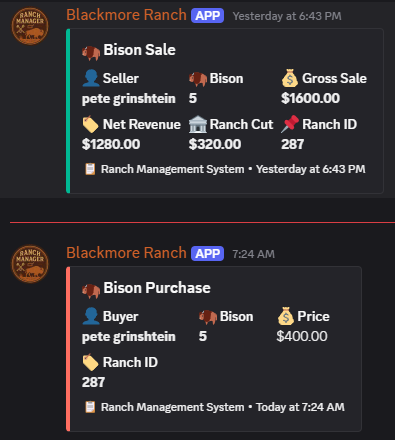 RANCH MANAGER
Blackmore Ranch APP Yesterday at 6:43 PM
Bison Sale
Seller Bison Gross Sale
pete grinshtein 5 $1600.00
Net Revenue Ranch Cut Ranch ID
$1280.00 $320.00 287
Ranch Management System • Yesterday at 6:43 PM
RANCH MANAGER
Blackmore Ranch APP 7:24 AM
Bison Purchase
Buyer Bison Price
pete grinshtein 5 $400.00
Ranch ID
287
Ranch Management System • Today at 7:24 AM